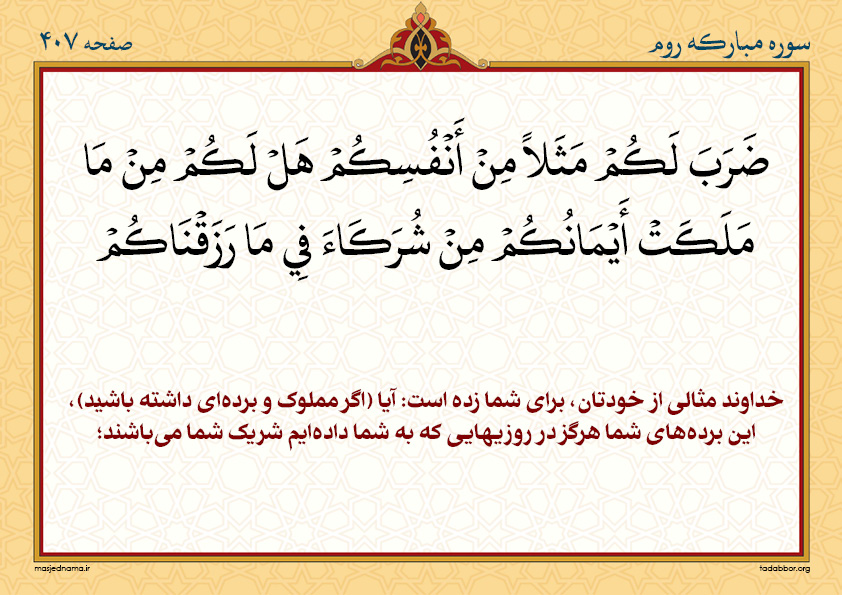 سوره مبارکه روم
صفحه ۴۰۷
ضَرَبَ لَكُمْ مَثَلاً مِنْ أَنْفُسِكُمْ هَلْ لَكُمْ مِنْ مَا
مَلَكَتْ أَيْمَانُكُمْ مِنْ شُرَكَاءَ فِي مَا رَزَقْنَاكُمْ
خداوند مثالی از خودتان، برای شما زده است: آیا (اگر مملوک و برده‌ای داشته باشید)،
این برده‌های شما هرگز در روزیهایی که به شما داده‌ایم شریک شما می‌باشند؛
masjednama.ir
tadabbor.org